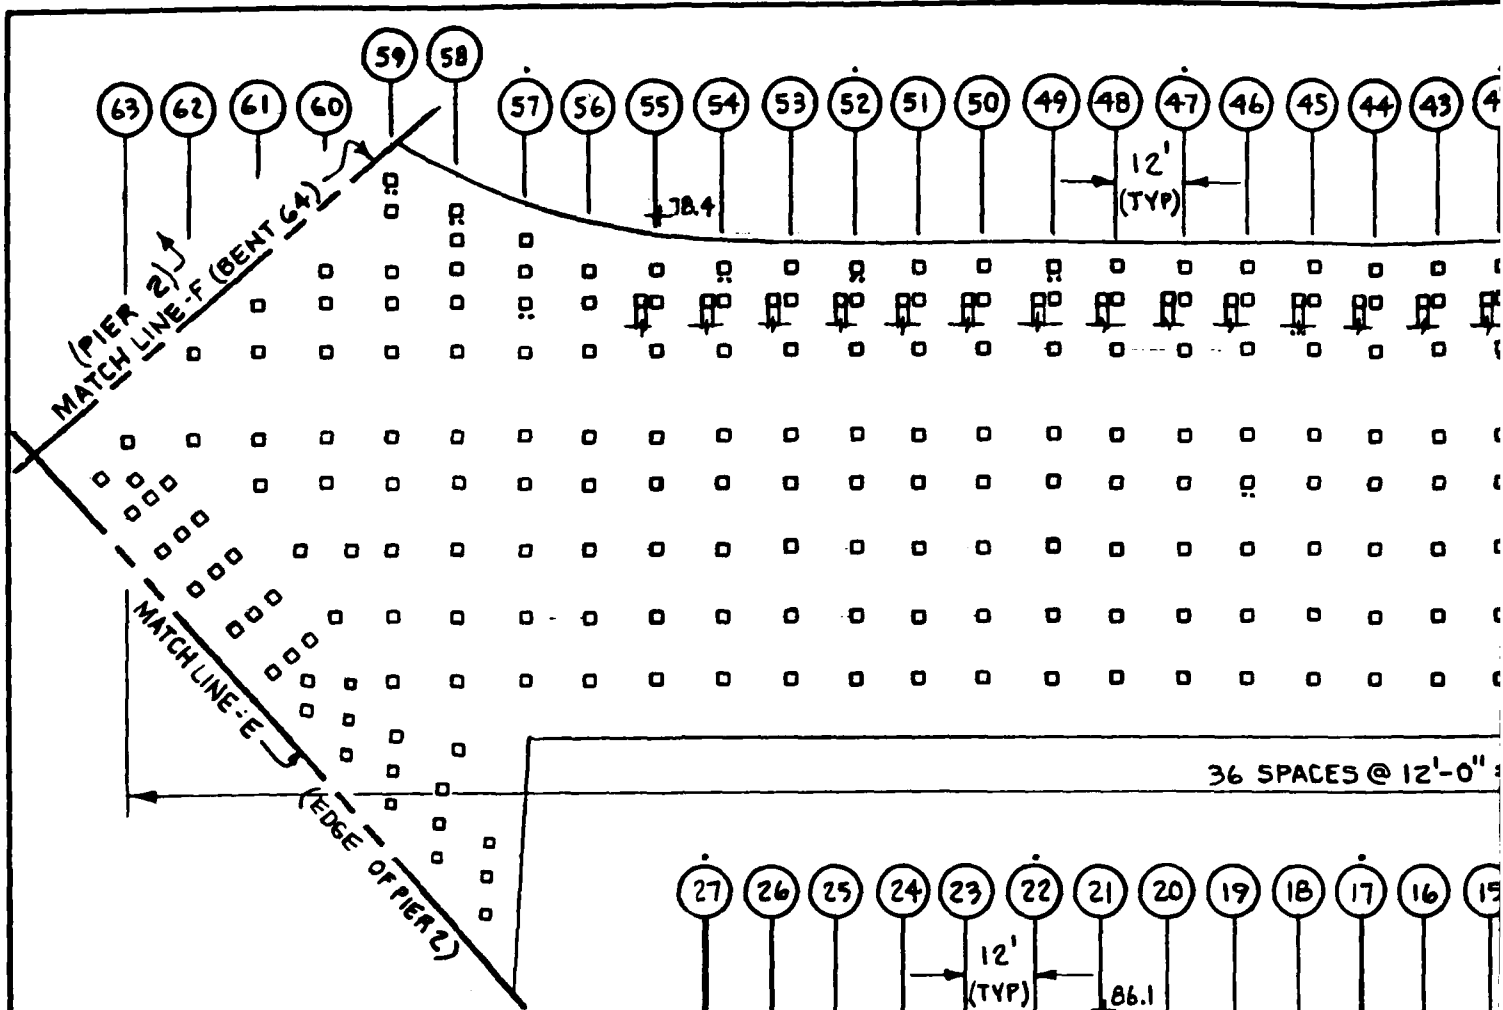 59 58
63 62 61 60 57 56 55 54 53 52 51 50 49 48 47 46 45 44 43
12'
(TYP)
78.4
(PIER 2)
MATCH LINE-F (BENT 64)
MATCH LINE-E
(EDGE OF PIER 2)
36 SPACES @ 12'-0"
27 26 25 24 23 22 21 20 19 18 17 16 15
12'
(TYP)
86.1